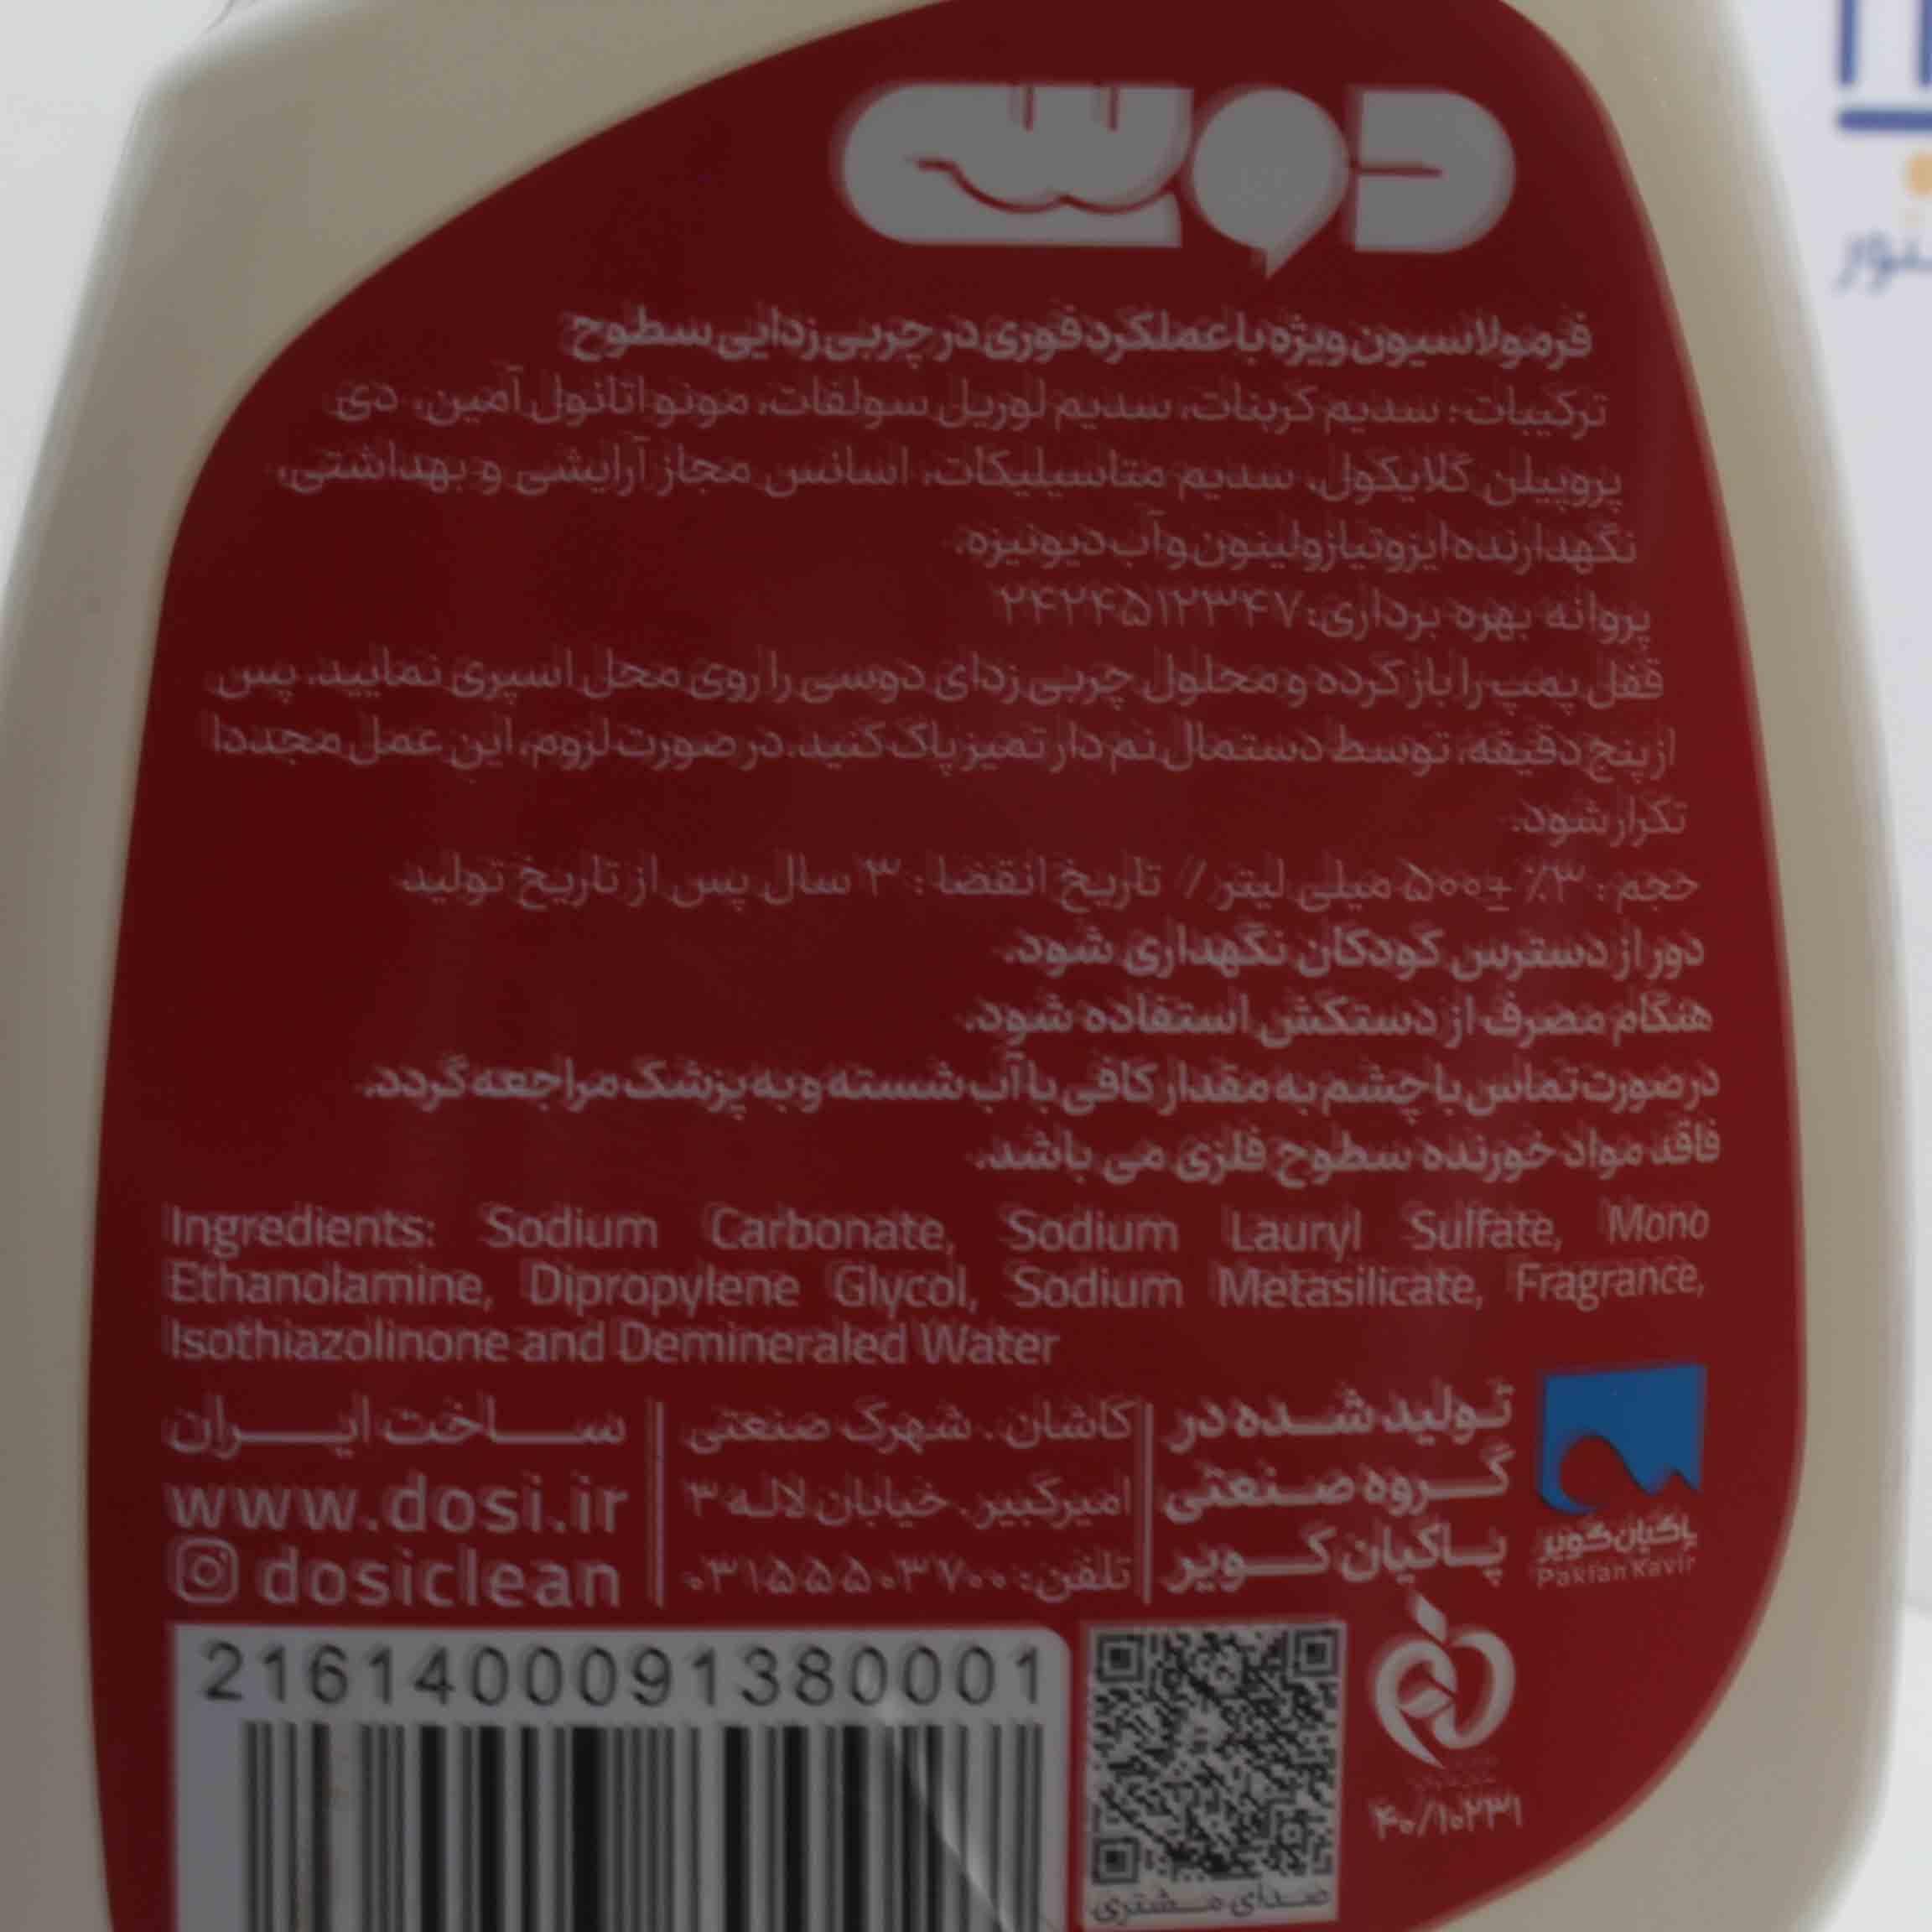 دوسی
فرمولاسیون ویژه با عملکرد فوری در چربی زدایی سطوح
ترکیبات: سدیم کربنات، سدیم لوریل سولفات، مونو اتانول آمین، دی
پروپیلن گلایکول، سدیم متاسیلیکات، اسانس مجاز آرایشی و بهداشتی،
نگهدارنده ایزوتیازولینون و آب دیونیزه.
پروانه بهره برداری: ۲۴۲۴۵۱۲۳۴۷
قفل پمپ را باز کرده و محلول چربی زدای دوسی را روی محل اسپری نمایید. پس
از پنج دقیقه، توسط دستمال نم دار تمیز پاک کنید. در صورت لزوم، این عمل مجددا
تکرار شود.
حجم: ۳٪ ±۵۰۰ میلی لیتر / تاریخ انقضا: ۳ سال پس از تاریخ تولید
دور از دسترس کودکان نگهداری شود.
هنگام مصرف از دستکش استفاده شود.
در صورت تماس با چشم به مقدار کافی با آب شسته و به پزشک مراجعه گردد.
فاقد مواد خورنده سطوح فلزی می باشد.
Ingredients: Sodium Carbonate, Sodium Lauryl Sulfate, Mono
Ethanolamine, Dipropylene Glycol, Sodium Metasilicate, Fragrance,
Isothiazolinone and Demineraled Water
تولید شده در
گروه صنعتی
پاکیان کویر
کاشان. شهرک صنعتی
امیرکبیر. خیابان لاله ۳
تلفن: ۰۳۱۵۵۵۰۳۷۰۰
ساخت ایران
www.dosi.ir
dosiclean
پاکیان کویر
Pakian Kavir
2161400091380001
صدای مشتری
۴۰/۱۰۲۳۱